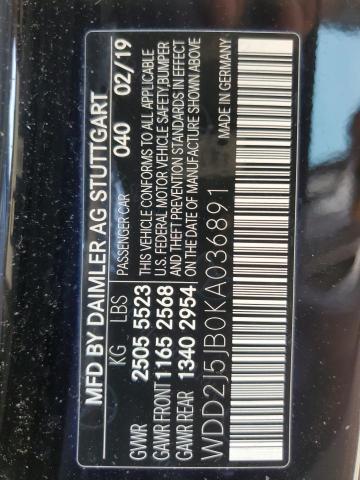 MFD BY DAIMLER AG STUTTGART
KG LBS
PASSENGER CAR 040 02/19
GVWR 2505 5523
GAWR FRONT 1165 2568
GAWR REAR 1340 2954
THIS VEHICLE CONFORMS TO ALL APPLICABLE
U.S. FEDERAL MOTOR VEHICLE SAFETY,BUMPER
AND THEFT PREVENTION STANDARDS IN EFFECT
ON THE DATE OF MANUFACTURE SHOWN ABOVE
WDD2J5JB0KA036891
MADE IN GERMANY